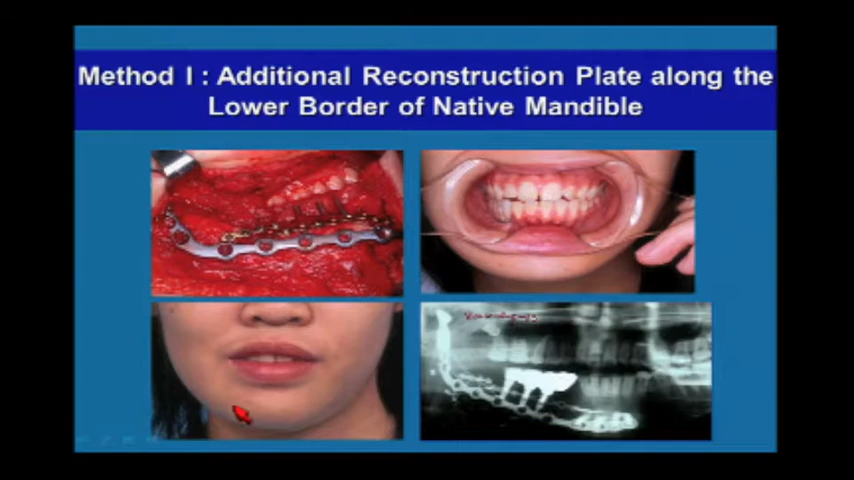 Method I : Additional Reconstruction Plate along the
Lower Border of Native Mandible